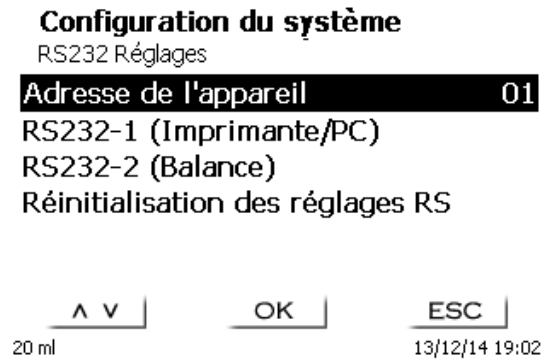 Configuration du système
RS232 Réglages
Adresse de l'appareil 01
RS232-1 (Imprimante/PC)
RS232-2 (Balance)
Réinitialisation des réglages RS
∧ ∨ OK ESC
20 ml 13/12/14 19:02